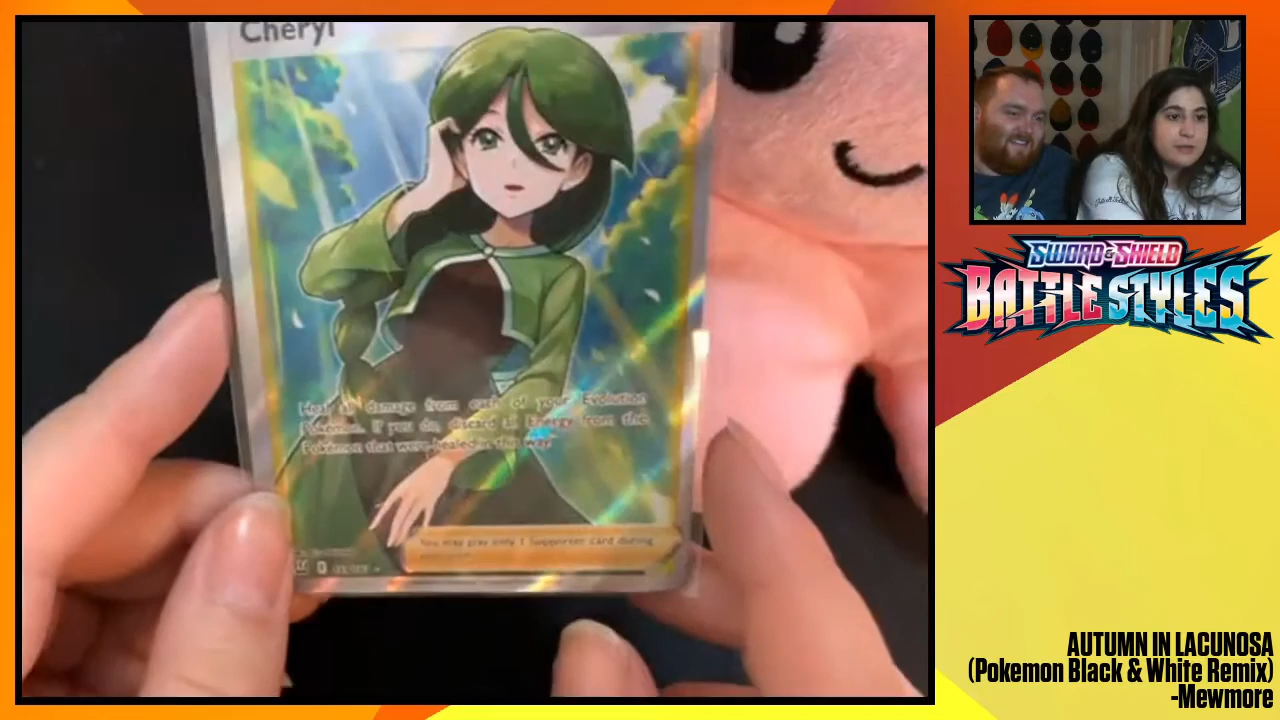 Cheryl
Heal all damage from each of your Evolution
Pokémon. If you do, discard all Energy from the
Pokémon that were healed in this way.
You may play only 1 Supporter card during
SWORD & SHIELD
BATTLE STYLES
AUTUMN IN LACUNOSA
(Pokemon Black & White Remix)
-Mewmore